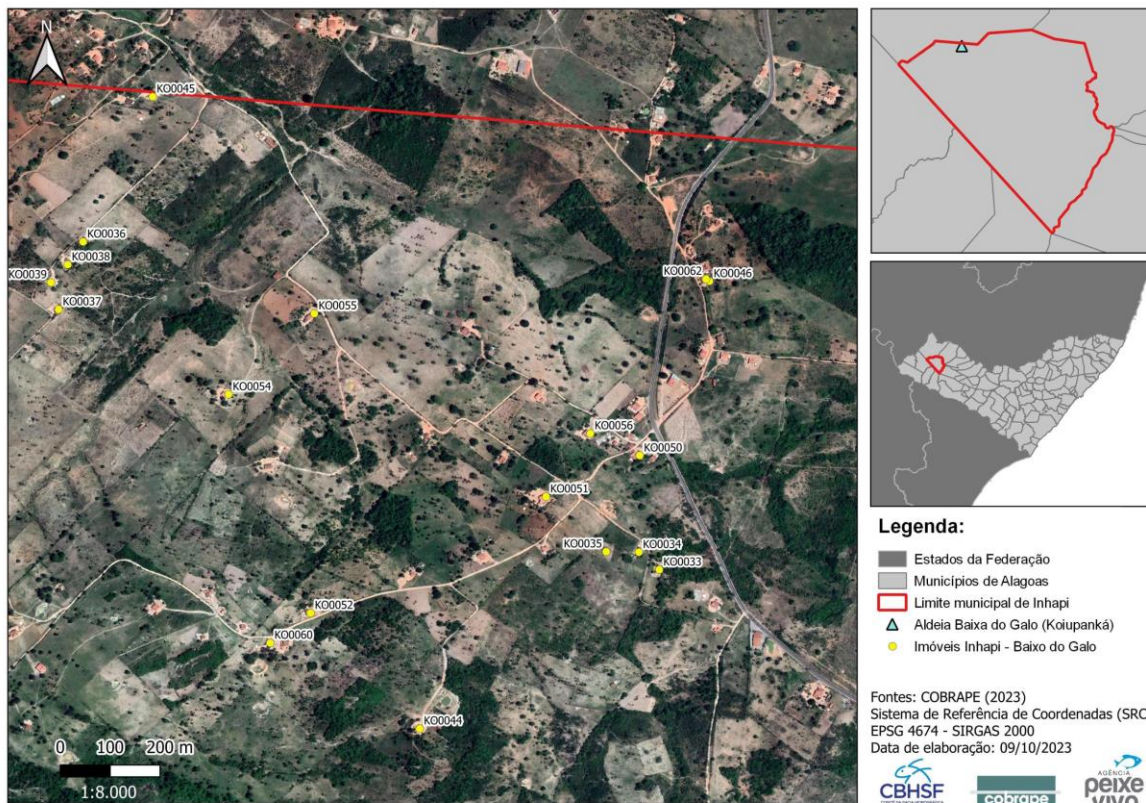 N
KO0045
KO0036
KO0038
KO0039
KO0037
KO0062
KO0046
KO0055
KO0054
KO0056
KO0050
KO0051
KO0035
KO0034
KO0033
KO0052
KO0060
KO0044
0 100 200 m
1:8.000
Legenda:
Estados da Federação
Municípios de Alagoas
Limite municipal de Inhapi
Aldeia Baixa do Galo (Koiupanká)
Imóveis Inhapi - Baixo do Galo
Fontes: COBRAPE (2023)
Sistema de Referência de Coordenadas (SRC
EPSG 4674 - SIRGAS 2000
Data de elaboração: 09/10/2023
CBHSF
cobrape
AGÊNCIA
peixe
vivo